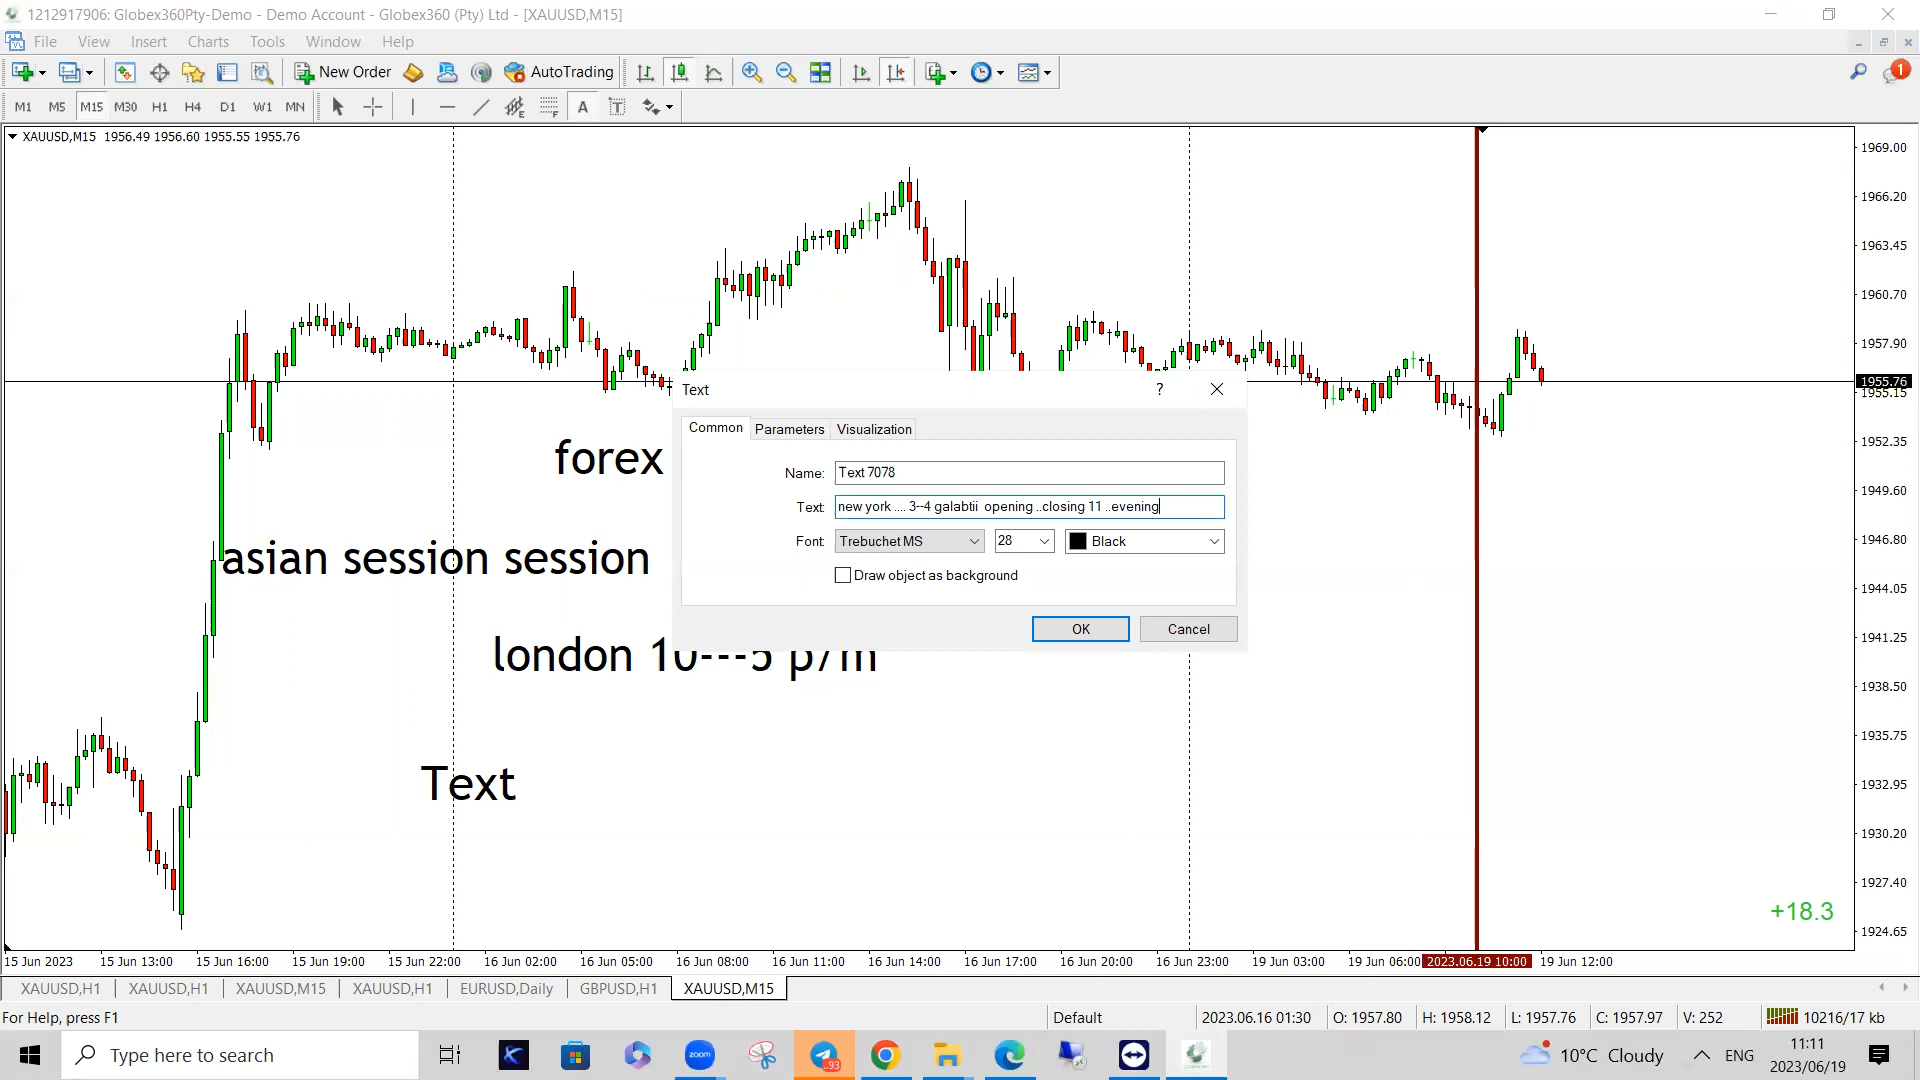 1212917906: Globex360Pty-Demo - Demo Account - Globex360 (Pty) Ltd - [XAUUSD,M15]
File View Insert Charts Tools Window Help
New Order AutoTrading 1
M1 M5 M15 M30 H1 H4 D1 W1 MN A T
XAUUSD,M15 1956.49 1956.60 1955.55 1955.76
1969.00
1966.20
1963.45
1960.70
1957.90
1955.76
1955.15
1952.35
1949.60
1946.80
1944.05
1941.25
1938.50
1935.75
1932.95
1930.20
1927.40
1924.65
Text ?
Common Parameters Visualization
Name: Text 7078
Text: new york .... 3--4 galabtii opening ..closing 11 ..evening
Font: Trebuchet MS 28 Black
Draw object as background
OK Cancel
forex
asian session session
london 10---5 p/m
Text
+18.3
15 Jun 2023 15 Jun 13:00 15 Jun 16:00 15 Jun 19:00 15 Jun 22:00 16 Jun 02:00 16 Jun 05:00 16 Jun 08:00 16 Jun 11:00 16 Jun 14:00 16 Jun 17:00 16 Jun 20:00 16 Jun 23:00 19 Jun 03:00 19 Jun 06:00 2023.06.19 10:00 19 Jun 12:00
XAUUSD,H1 XAUUSD,H1 XAUUSD,M15 XAUUSD,H1 EURUSD,Daily GBPUSD,H1 XAUUSD,M15
For Help, press F1 Default 2023.06.16 01:30 O: 1957.80 H: 1958.12 L: 1957.76 C: 1957.97 V: 252 10216/17 kb
Type here to search zoom 10°C Cloudy ENG 11:11
2023/06/19